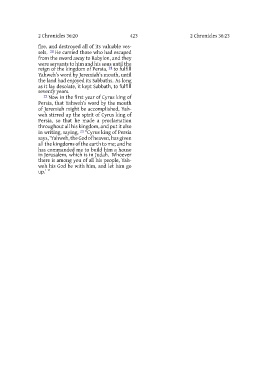 2 Chronicles 36:20 423 2 Chronicles 36:23
fire, and destroyed all of its valuable ves-
sels. 20 He carried those who had escaped
from the sword away to Babylon, and they
were servants to him and his sons until the
reign of the kingdom of Persia, 21 to fulfill
Yahweh's word by Jeremiah's mouth, until
the land had enjoyed its Sabbaths. As long
as it lay desolate, it kept Sabbath, to fulfill
seventy years.
22 Now in the first year of Cyrus king of
Persia, that Yahweh's word by the mouth
of Jeremiah might be accomplished, Yah-
weh stirred up the spirit of Cyrus king of
Persia, so that he made a proclamation
throughout all his kingdom, and put it also
in writing, saying, 23 "Cyrus king of Persia
says, 'Yahweh, the God of heaven, has given
all the kingdoms of the earth to me; and he
has commanded me to build him a house
in Jerusalem, which is in Judah. Whoever
there is among you of all his people, Yah-
weh his God be with him, and let him go
up.'"